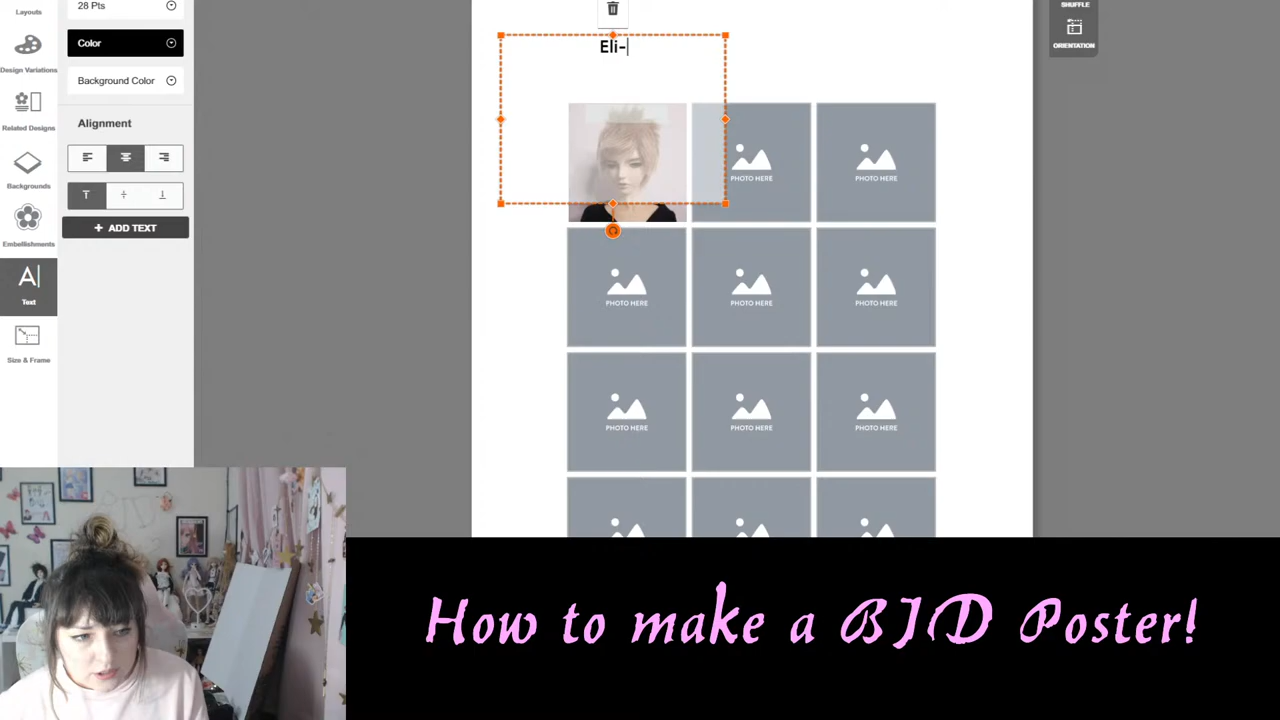 Layouts
28 Pts
Color
Design Variations
Background Color
Related Designs
Alignment
Backgrounds
Embellishments
+ ADD TEXT
A
Text
Size & Frame
Eli-
SHUFFLE
ORIENTATION
PHOTO HERE
PHOTO HERE
PHOTO HERE
PHOTO HERE
PHOTO HERE
PHOTO HERE
PHOTO HERE
PHOTO HERE
How to make a BJD Poster!